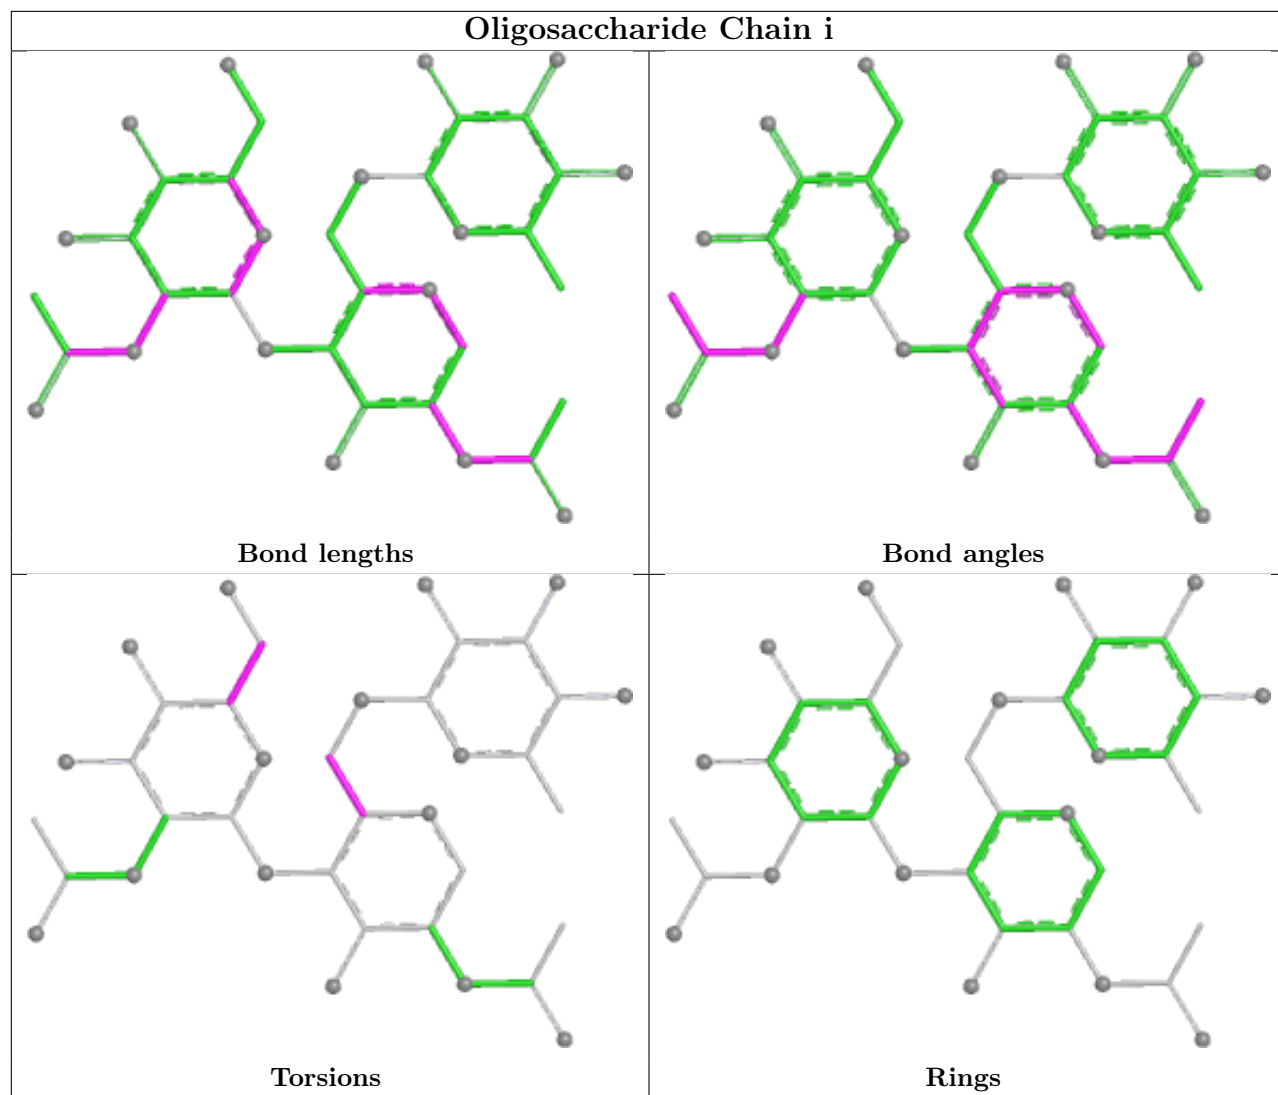 Oligosaccharide Chain i
Bond lengths
Bond angles
Torsions
Rings